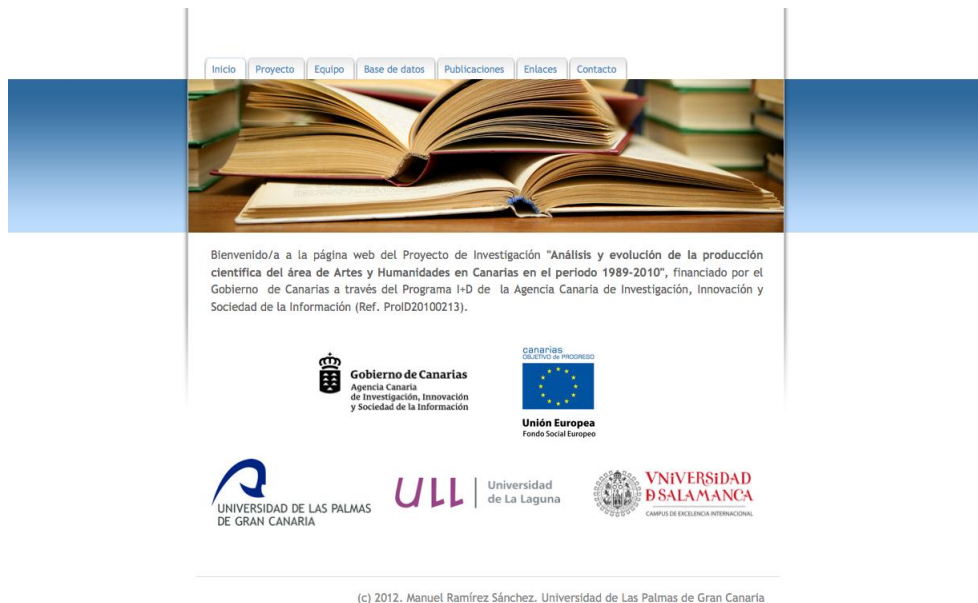 Inicio Proyecto Equipo Base de datos Publicaciones Enlaces Contacto
Bienvenido/a a la página web del Proyecto de Investigación "Análisis y evolución de la producción
científica del área de Artes y Humanidades en Canarias en el periodo 1989-2010", financiado por el
Gobierno de Canarias a través del Programa I+D de la Agencia Canaria de Investigación, Innovación y
Sociedad de la Información (Ref. ProID20100213).
Gobierno de Canarias
Agencia Canaria
de Investigación, Innovación
y Sociedad de la Información
canarias
OBJETIVO de PROGRESO
Unión Europea
Fondo Social Europeo
UNIVERSIDAD DE LAS PALMAS
DE GRAN CANARIA
ULL
Universidad
de La Laguna
VNiVERSiDAD
D SALAMANCA
CAMPUS DE EXCELENCIA INTERNACIONAL
(c) 2012. Manuel Ramírez Sánchez. Universidad de Las Palmas de Gran Canaria